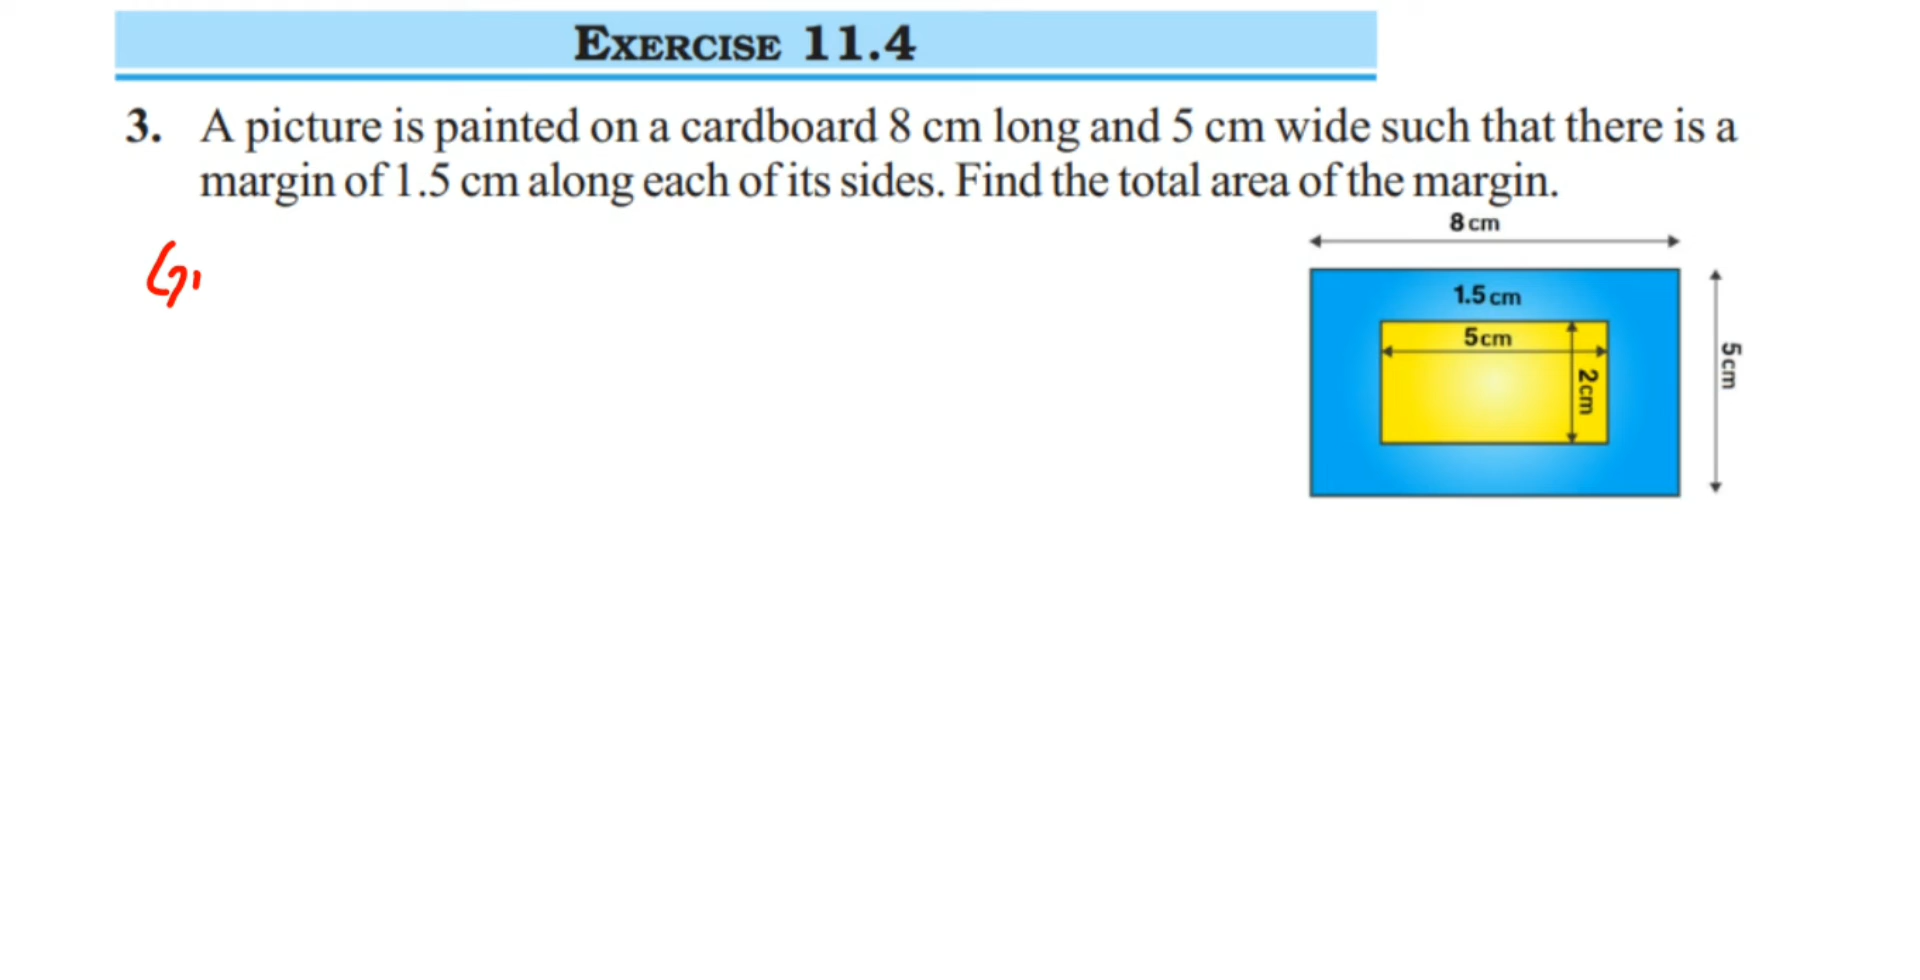 EXERCISE 11.4
3. A picture is painted on a cardboard 8 cm long and 5 cm wide such that there is a
margin of 1.5 cm along each of its sides. Find the total area of the margin.
8 cm
1.5 cm
5 cm
2 cm
5 cm